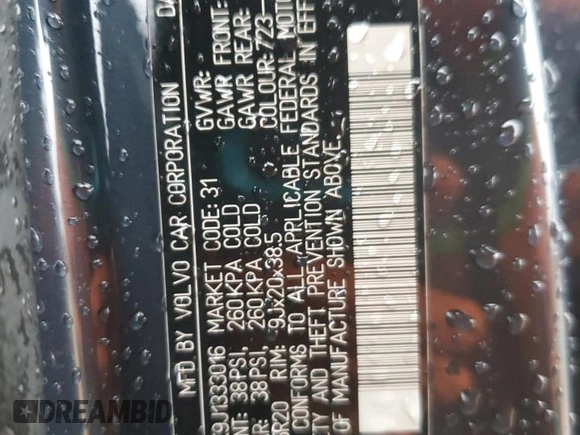 MFD BY VOLVO CAR CORPORATION
9J1333016 MARKET CODE: 31 GVWR:
38PSI, 260KPA COLD GAWR FRONT:
38PSI, 260KPA COLD GAWR REAR:
R20 RIM: 9Jx20x38.5 COLOUR: 723
CONFORMS TO ALL APPLICABLE FEDERAL MOTO
AND THEFT PREVENTION STANDARDS IN EFF
OF MANUFACTURE SHOWN ABOVE.
DREAMBID